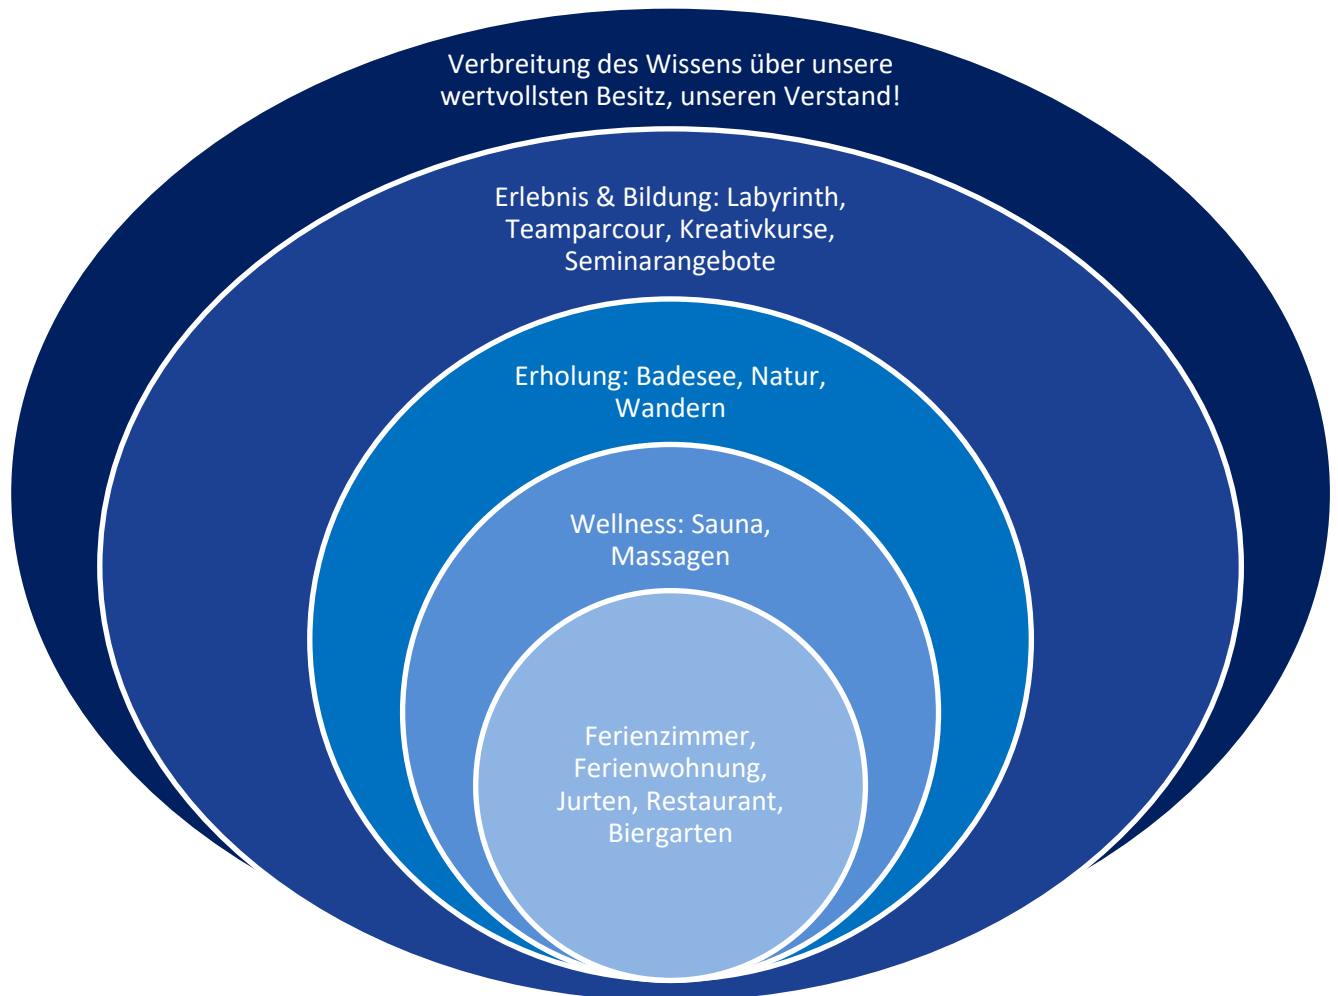 Verbreitung des Wissens über unsere
wertvollsten Besitz, unseren Verstand!
Erlebnis & Bildung: Labyrinth,
Teamparcour, Kreativkurse,
Seminarangebote
Erholung: Badesee, Natur,
Wandern
Wellness: Sauna,
Massagen
Ferienzimmer,
Ferienwohnung,
Jurten, Restaurant,
Biergarten